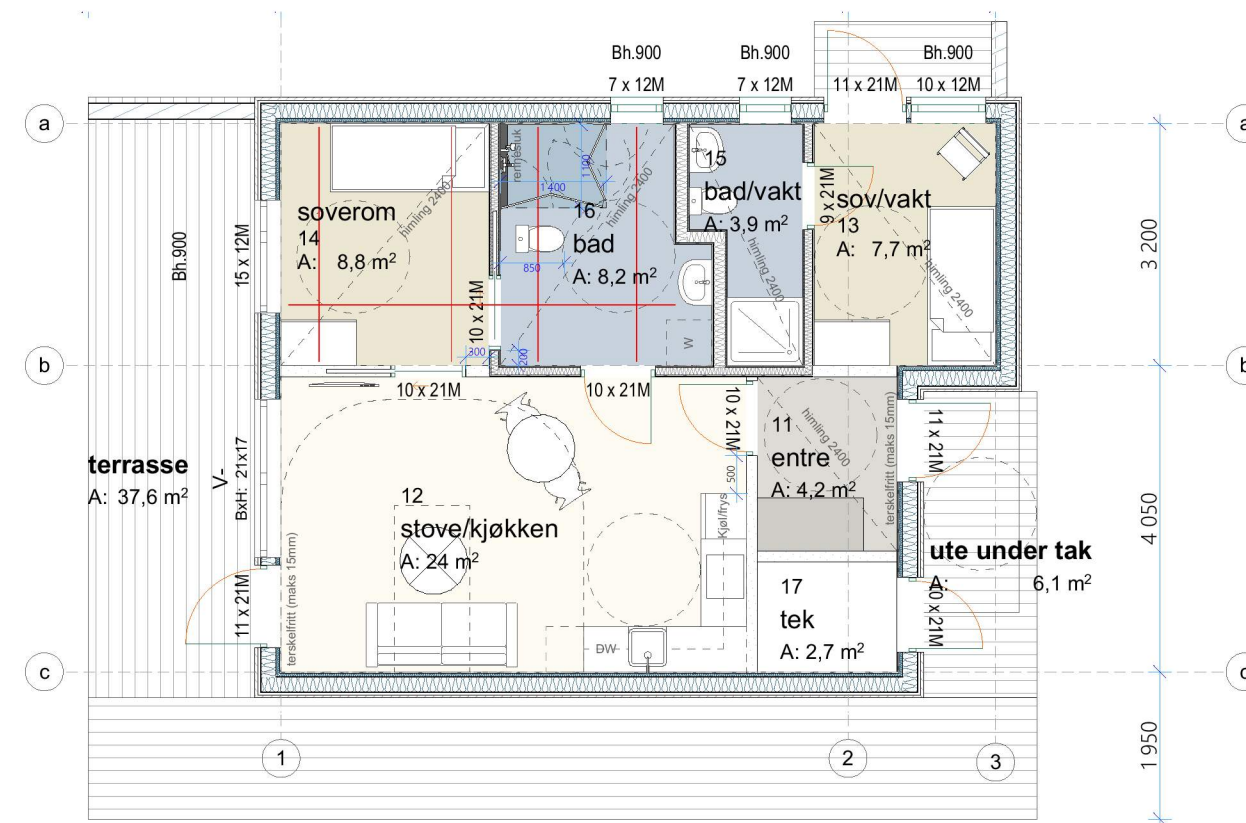 Bh.900
7 x 12M
Bh.900
7 x 12M
11 x 21M
Bh.900
10 x 12M
a
a
rennesluk
1 100
1 400
himling 2400
himling 2400
15
bad/vakt
A: 3,9 m²
9 x 21M
sov/vakt
13
A: 7,7 m²
himling 2400
himling 2400
soverom
14
A: 8,8 m²
16
bad
A: 8,2 m²
850
Bh.900
15 x 12M
10 x 21M
300
200
W
3 200
b
b
10 x 21M
10 x 21M
10 x 21M
11
entre
A: 4,2 m²
himling 2400
terskelfritt (maks 15mm)
11 x 21M
500
terrasse
A: 37,6 m²
V-
BxH: 21x17
12
stove/kjøkken
A: 24 m²
Kjøl/frys
4 050
ute under tak
A: 6,1 m²
10 x 21M
11 x 21M
terskelfritt (maks 15mm)
17
tek
A: 2,7 m²
DW
c
c
1
2
3
1 950